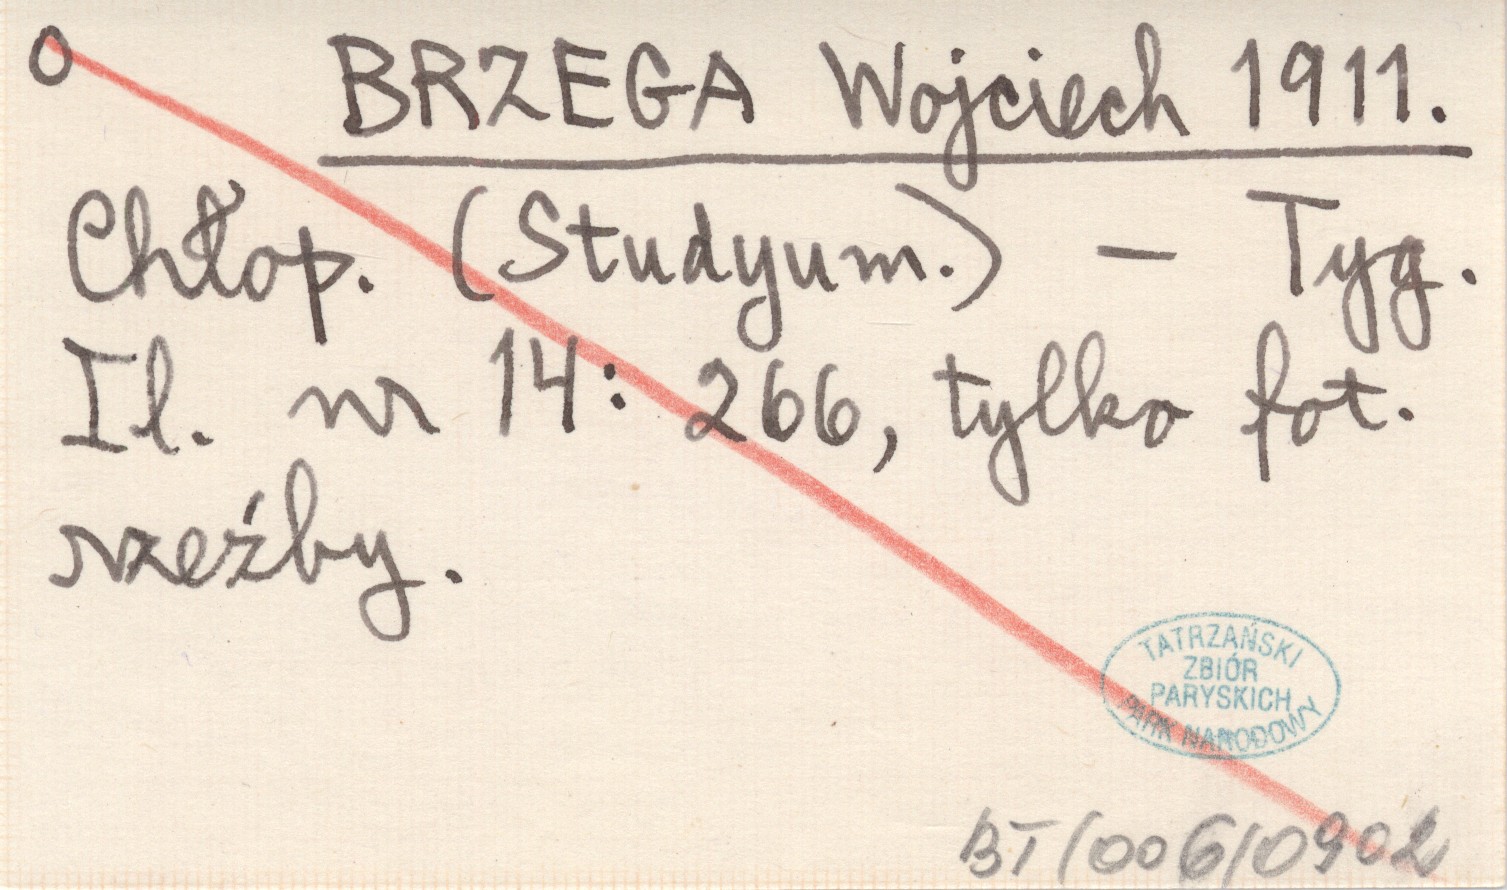 O BRZEGA Wojciech 1911.
Chłop. (Studyum.) – Tyg.
Il. nr 14: 266, tylko fot.
rzeźby.
TATRZAŃSKI
ZBIÓR
PARYSKICH
PARK NARODOWY
BT/006/0902